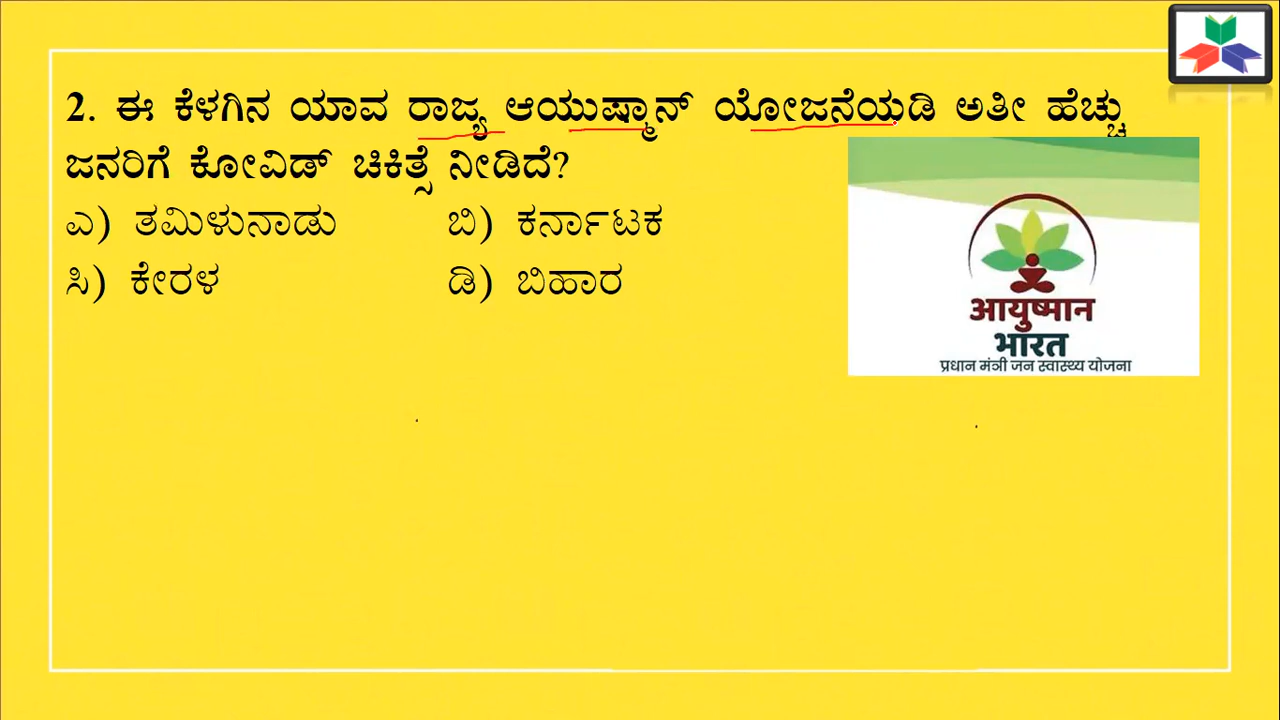 2. ಈ ಕೆಳಗಿನ ಯಾವ ರಾಜ್ಯ ಆಯುಷ್ಮಾನ್ ಯೋಜನೆಯಡಿ ಅತೀ ಹೆಚ್ಚು
ಜನರಿಗೆ ಕೋವಿಡ್ ಚಿಕಿತ್ಸೆ ನೀಡಿದೆ?
ಎ) ತಮಿಳುನಾಡು ಬಿ) ಕರ್ನಾಟಕ
ಸಿ) ಕೇರಳ ಡಿ) ಬಿಹಾರ
आयुष्मान
भारत
प्रधान मंत्री जन स्वास्थ्य योजना